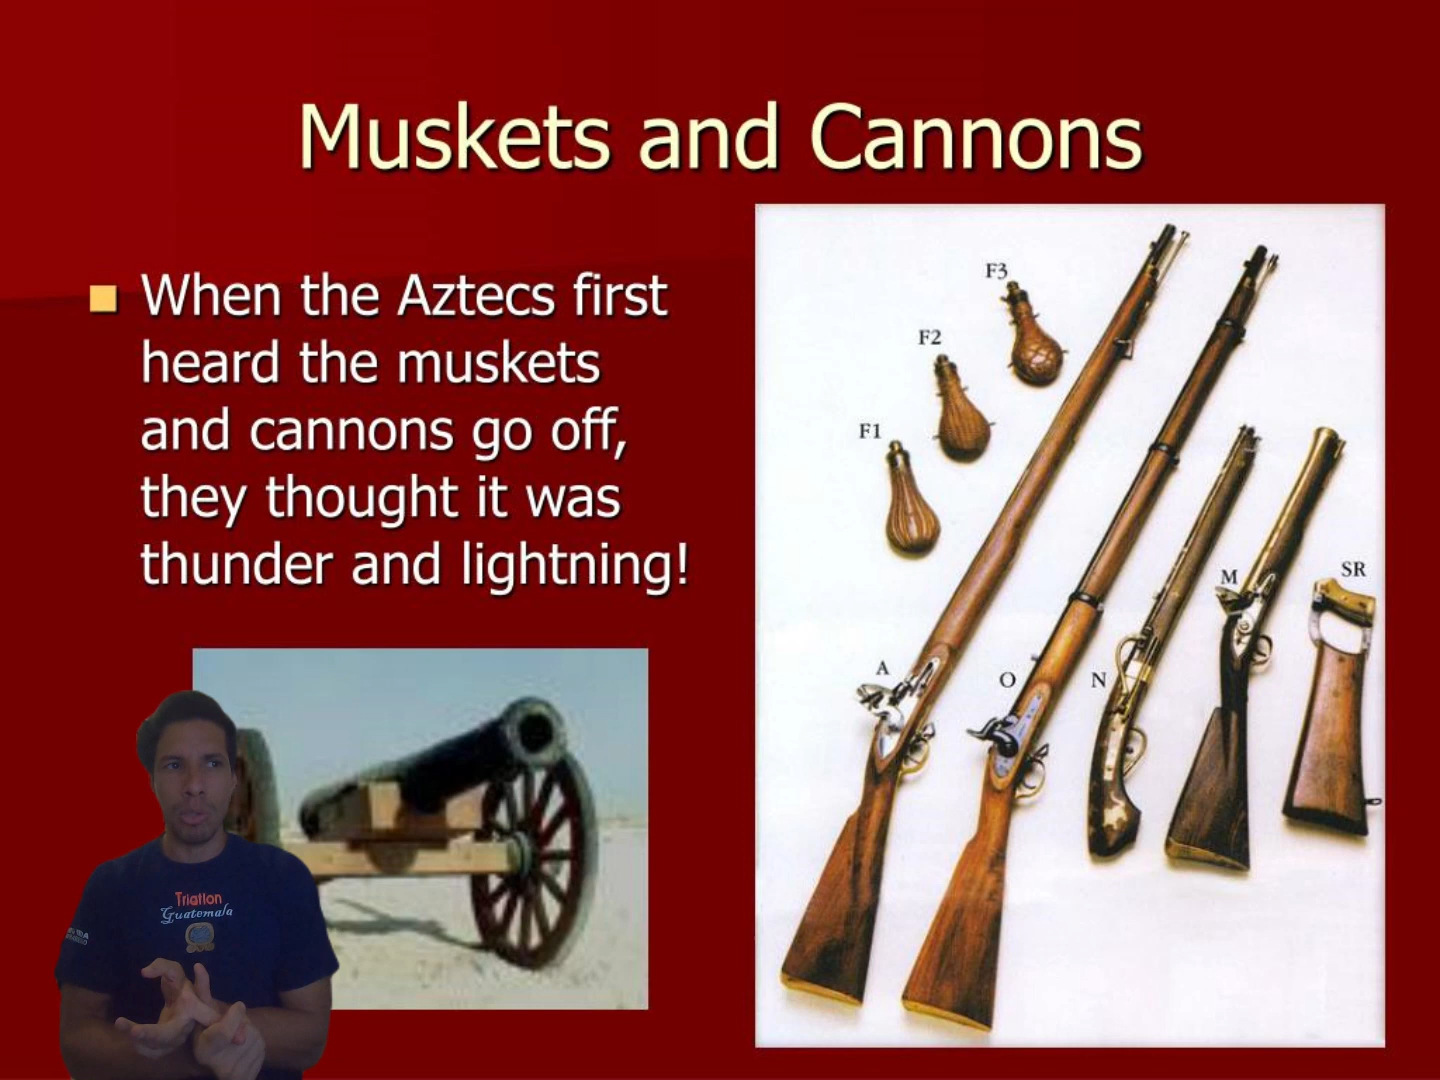 Muskets and Cannons
When the Aztecs first
heard the muskets
and cannons go off,
they thought it was
thunder and lightning!
F3
F2
F1
M
SR
A
O
N
Triatlon
Guatemala